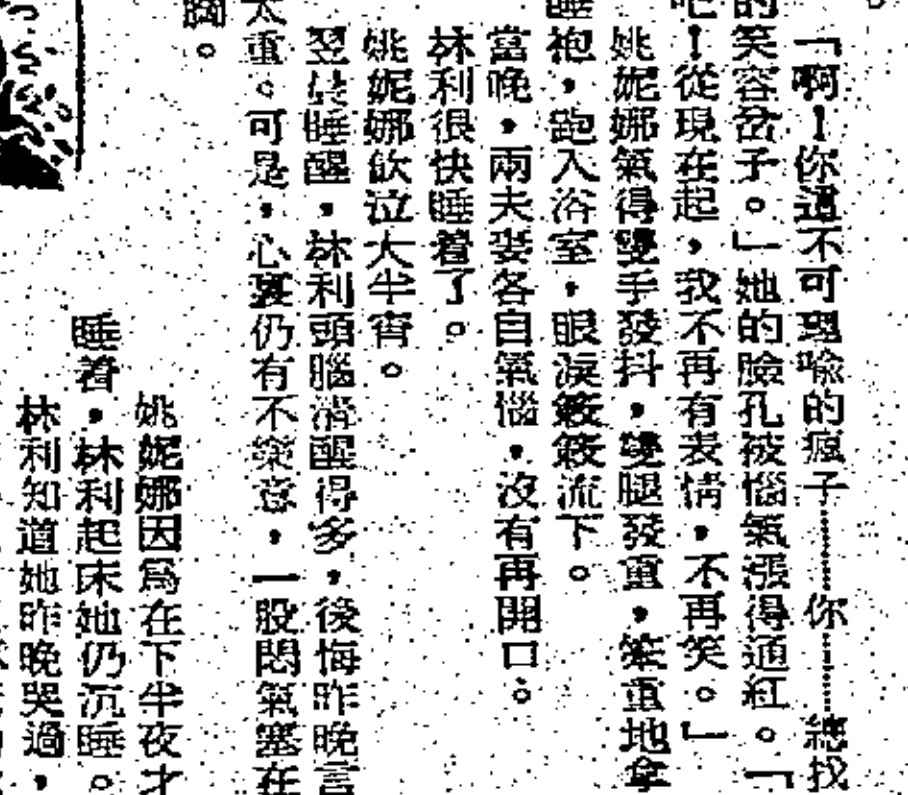 「啊！你這不可理喻的瘋子………你………總找
的笑容岔子。」她的臉孔被惱氣漲得通紅。「
吧！從現在起，我不再有表情，不再笑。」
姚妮娜氣得雙手發抖，雙腿發重，笨重地拿
睡袍，跑入浴室，眼淚簌簌流下。
當晚，兩夫妻各自氣惱，沒有再開口。
林利很快睡着了。
姚妮娜飲泣大半宵。
翌晨睡醒，林利頭腦清醒得多，後悔昨晚言
太重。可是，心裏仍有不樂意，一股悶氣塞在
胸。
姚妮娜因爲在下半夜才
睡着，林利起床她仍沉睡。
林利知道她昨晚哭過，